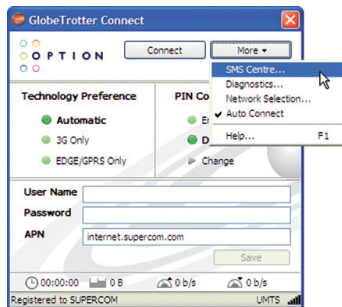 GlobeTrotter Connect
OPTION
Connect
More
SMS Centre...
Diagnostics...
Network Selection...
Auto Connect
Help... F1
Technology Preference
PIN Co
Automatic
3G Only
EDGE/GPRS Only
E
D
Change
User Name
Password
APN
internet.supercom.com
Save
00:00:00 0 B 0 b/s 0 b/s
Registered to SUPERCOM UMTS